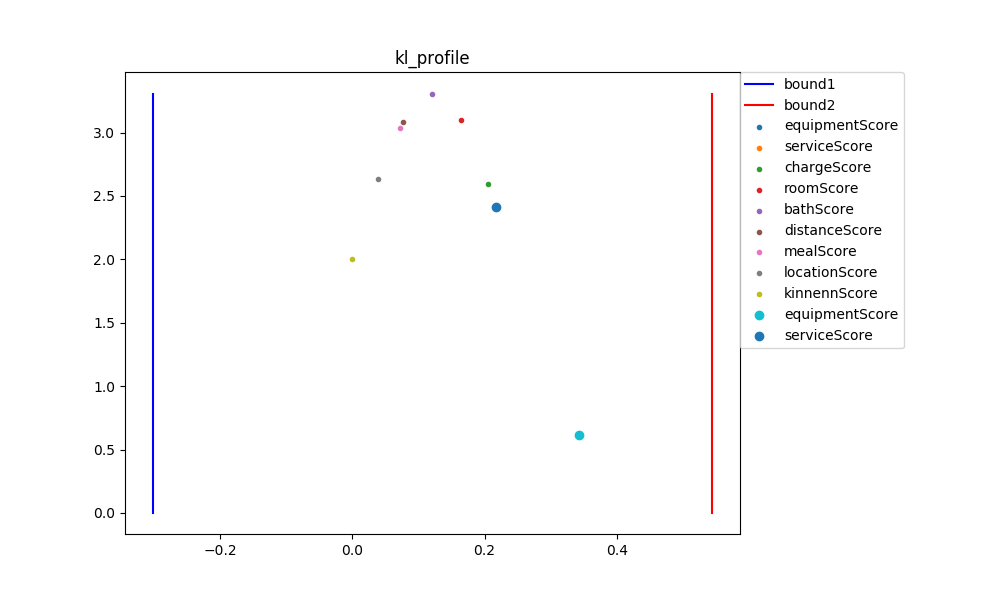 kl_profile
3.0
2.5
2.0
1.5
1.0
0.5
0.0
−0.2
0.0
0.2
0.4
bound1
bound2
equipmentScore
serviceScore
chargeScore
roomScore
bathScore
distanceScore
mealScore
locationScore
kinnennScore
equipmentScore
serviceScore